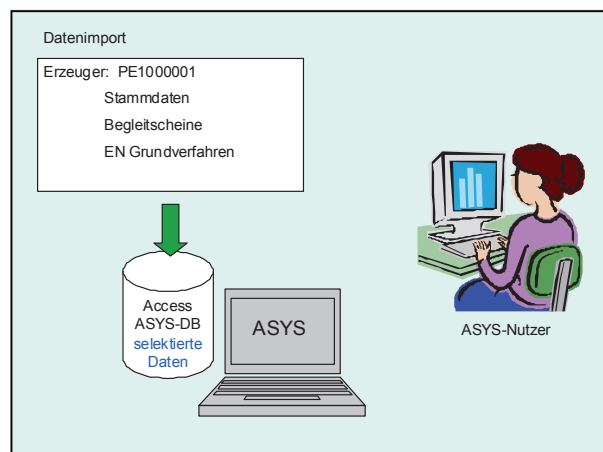 Datenimport
Erzeuger: PE1000001
Stammdaten
Begleitscheine
EN Grundverfahren
Access
ASYS-DB
selektierte
Daten
ASYS
ASYS-Nutzer